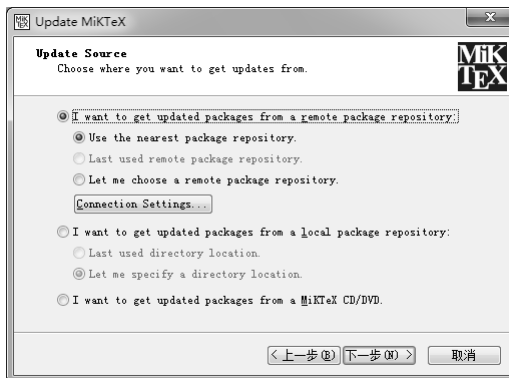 Update MiKTeX
Update Source
Choose where you want to get updates from.
MiK
TEX
I want to get updated packages from a remote package repository:
Use the nearest package repository.
Last used remote package repository.
Let me choose a remote package repository.
Connection Settings...
I want to get updated packages from a local package repository:
Last used directory location.
Let me specify a directory location.
I want to get updated packages from a MiKTeX CD/DVD.
< 上一步(B) 下一步(N) > 取消